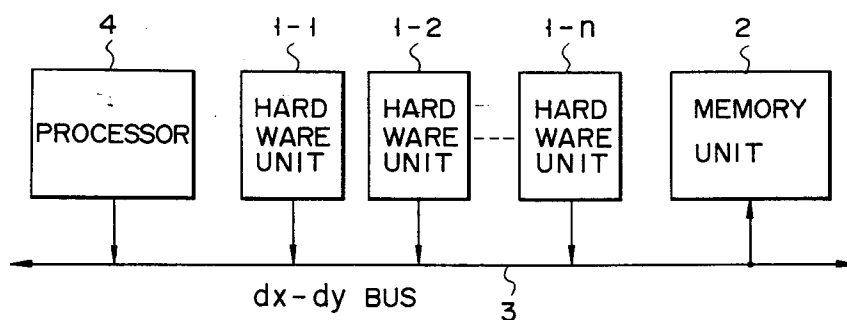 4 1-1 1-2 1-n 2
PROCESSOR
HARD
WARE
UNIT
HARD
WARE
UNIT
HARD
WARE
UNIT
MEMORY
UNIT
dx-dy BUS
3